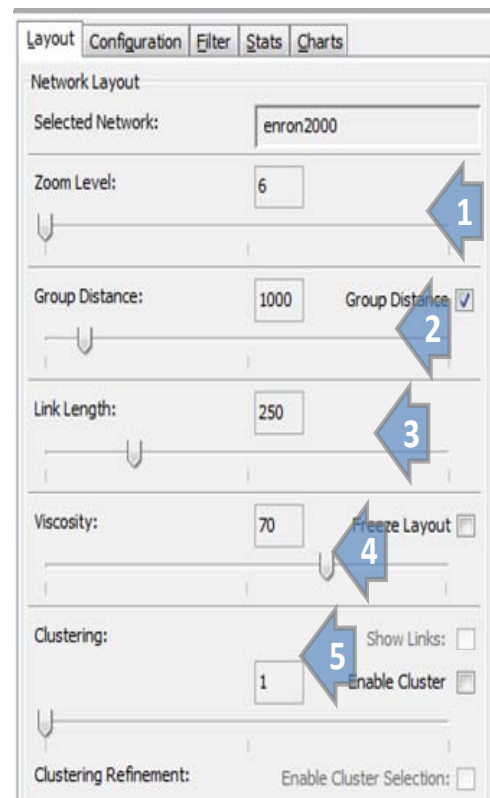 Layout Configuration Filter Stats Charts
Network Layout
Selected Network: enron2000
Zoom Level: 6
1
Group Distance: 1000 Group Distance
2
Link Length: 250
3
Viscosity: 70 Freeze Layout
4
Clustering: Show Links:
5
1 Enable Cluster
Clustering Refinement: Enable Cluster Selection: